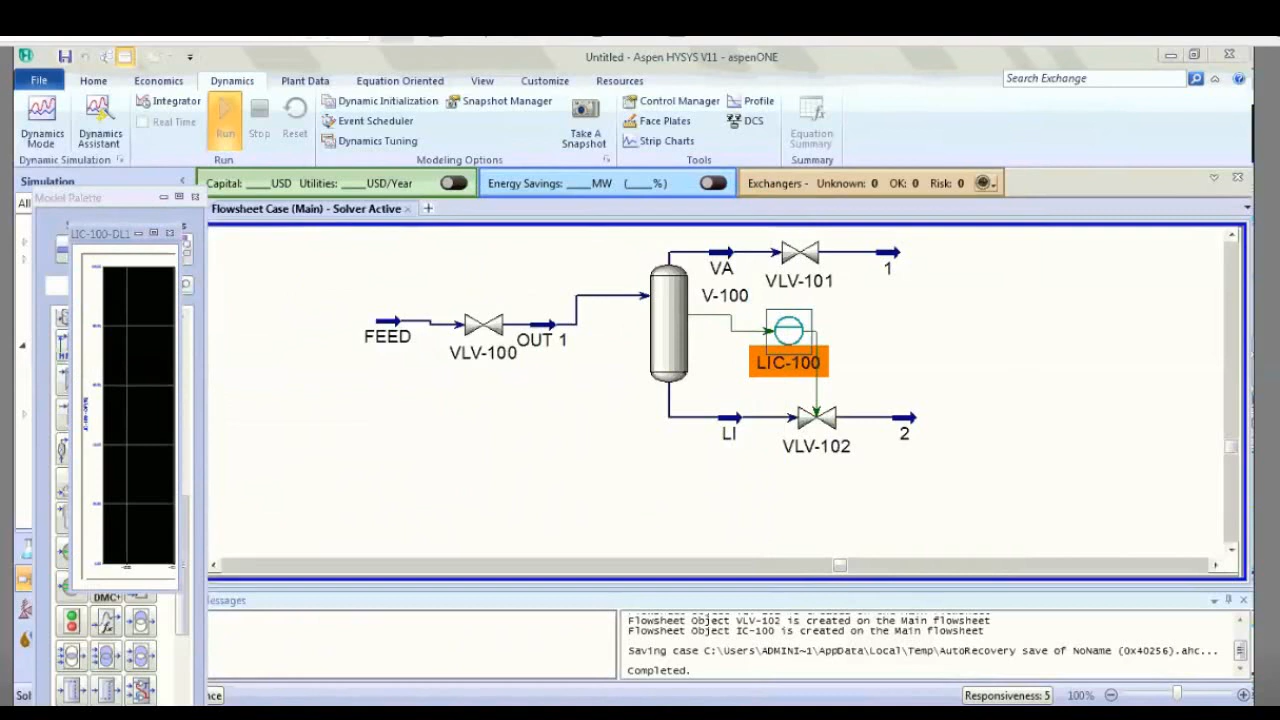 Untitled - Aspen HYSYS V11 - aspenONE
File Home Economics Dynamics Plant Data Equation Oriented View Customize Resources Search Exchange
Dynamics Mode
Dynamics Assistant
Dynamic Simulation
Integrator
Real Time
Run Stop Reset
Run
Dynamic Initialization Snapshot Manager
Event Scheduler
Dynamics Tuning
Take A Snapshot
Modeling Options
Control Manager Profile
Face Plates DCS
Strip Charts
Tools
Equation Summary
Summary
Simulation
Capital: ____USD Utilities: ____USD/Year
Energy Savings: ____MW (____%)
Exchangers - Unknown: 0 OK: 0 Risk: 0
All
Model Palette
Flowsheet Case (Main) - Solver Active
LIC-100-DL1
VA
VLV-101
1
V-100
FEED
VLV-100
OUT 1
LIC-100
LI
VLV-102
2
DMC+
essages
Flowsheet Object VLV-102 is created on the Main flowsheet
Flowsheet Object IC-100 is created on the Main flowsheet
Saving case C:\Users\ADMINI~1\AppData\Local\Temp\AutoRecovery save of NoName (0x40256).ahc...
Completed.
Sol
nce
Responsiveness: 5
100%